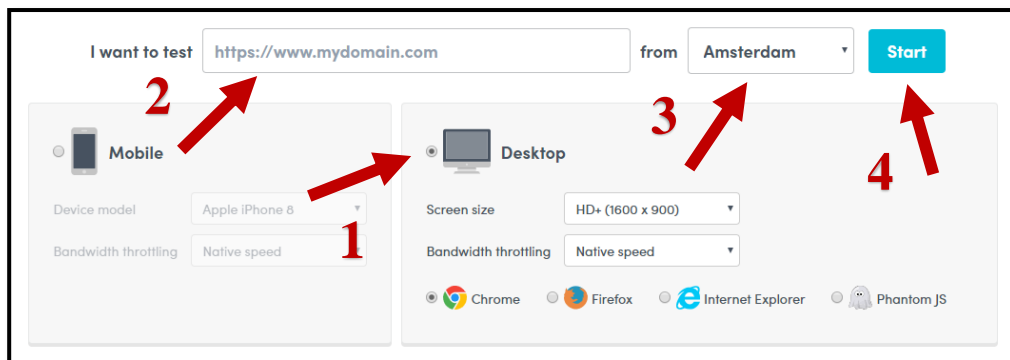 I want to test https://www.mydomain.com from Amsterdam Start
2
3
4
Mobile
Device model Apple iPhone 8
Bandwidth throttling Native speed
1
Desktop
Screen size HD+ (1600 x 900)
Bandwidth throttling Native speed
Chrome Firefox Internet Explorer Phantom JS